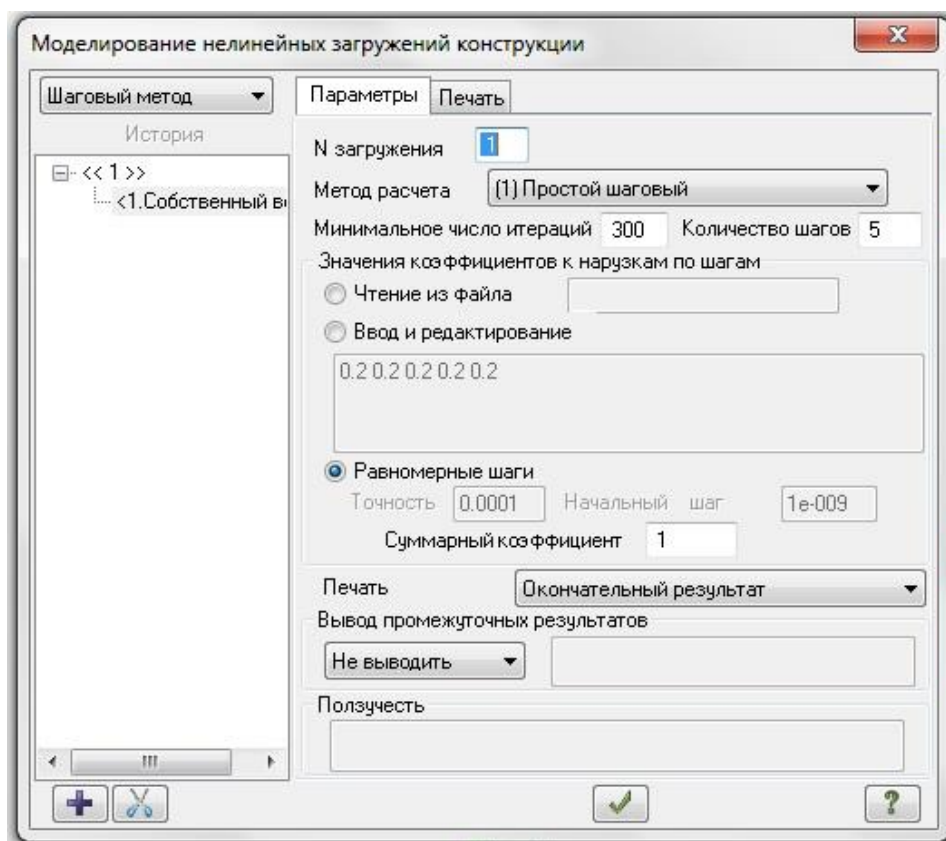 Моделирование нелинейных загружений конструкции
Шаговый метод
История
<< 1 >>
<1.Собственный в
Параметры Печать
N загружения 1
Метод расчета (1) Простой шаговый
Минимальное число итераций 300 Количество шагов 5
Значения коэффициентов к нарузкам по шагам
Чтение из файла
Ввод и редактирование
0.2 0.2 0.2 0.2 0.2
Равномерные шаги
Точность 0.0001 Начальный шаг 1e-009
Суммарный коэффициент 1
Печать Окончательный результат
Вывод промежуточных результатов
Не выводить
Ползучесть
?